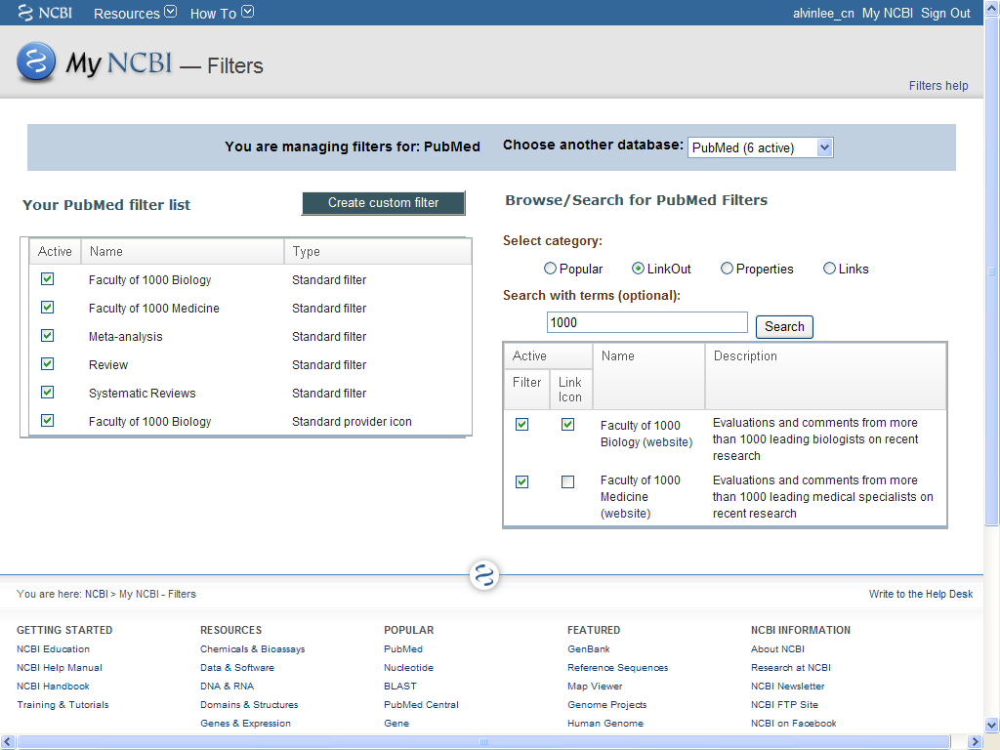 NCBI Resources How To alvinlee_cn My NCBI Sign Out
My NCBI — Filters
Filters help
You are managing filters for: PubMed Choose another database: PubMed (6 active)
Your PubMed filter list Create custom filter
Active Name Type
Faculty of 1000 Biology Standard filter
Faculty of 1000 Medicine Standard filter
Meta-analysis Standard filter
Review Standard filter
Systematic Reviews Standard filter
Faculty of 1000 Biology Standard provider icon
Browse/Search for PubMed Filters
Select category:
Popular LinkOut Properties Links
Search with terms (optional):
1000 Search
Active Name Description
Filter Link
Icon
Faculty of 1000
Biology (website)
Evaluations and comments from more
than 1000 leading biologists on recent
research
Faculty of 1000
Medicine
(website)
Evaluations and comments from more
than 1000 leading medical specialists on
recent research
You are here: NCBI > My NCBI - Filters Write to the Help Desk
GETTING STARTED
NCBI Education
NCBI Help Manual
NCBI Handbook
Training & Tutorials
RESOURCES
Chemicals & Bioassays
Data & Software
DNA & RNA
Domains & Structures
Genes & Expression
POPULAR
PubMed
Nucleotide
BLAST
PubMed Central
Gene
FEATURED
GenBank
Reference Sequences
Map Viewer
Genome Projects
Human Genome
NCBI INFORMATION
About NCBI
Research at NCBI
NCBI Newsletter
NCBI FTP Site
NCBI on Facebook